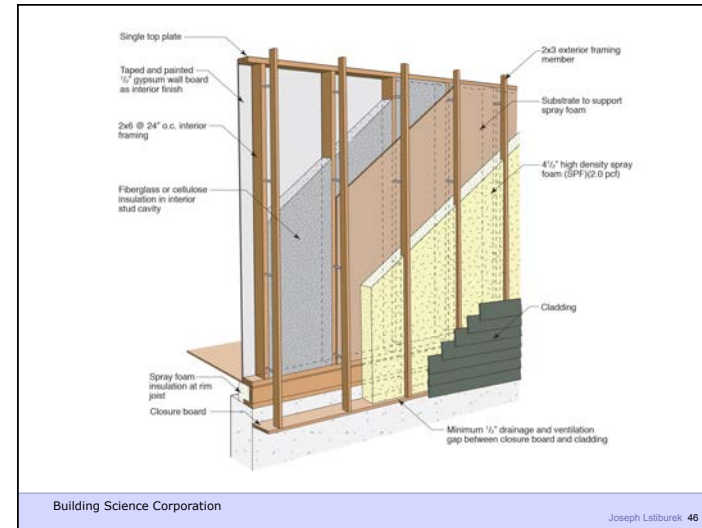 Single top plate
Taped and painted
½" gypsum wall board
as interior finish
2x6 @ 24" o.c. interior
framing
Fiberglass or cellulose
insulation in interior
stud cavity
Spray foam
insulation at rim
joist
Closure board
2x3 exterior framing
member
Substrate to support
spray foam
4½" high density spray
foam (SPF)(2.0 pcf)
Cladding
Minimum ½" drainage and ventilation
gap between closure board and cladding
Building Science Corporation
Joseph Lstiburek 46